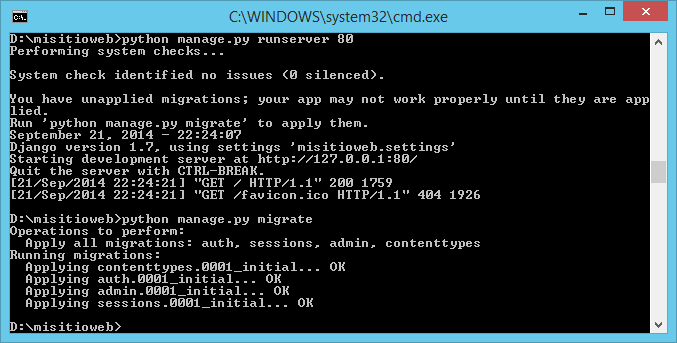 C:\WINDOWS\system32\cmd.exe
D:\misitioweb>python manage.py runserver 80
Performing system checks...
System check identified no issues (0 silenced).
You have unapplied migrations; your app may not work properly until they are app
lied.
Run 'python manage.py migrate' to apply them.
September 21, 2014 - 22:24:07
Django version 1.7, using settings 'misitioweb.settings'
Starting development server at http://127.0.0.1:80/
Quit the server with CTRL-BREAK.
[21/Sep/2014 22:24:21] "GET / HTTP/1.1" 200 1759
[21/Sep/2014 22:24:21] "GET /favicon.ico HTTP/1.1" 404 1926
D:\misitioweb>python manage.py migrate
Operations to perform:
  Apply all migrations: auth, sessions, admin, contenttypes
Running migrations:
  Applying contenttypes.0001_initial... OK
  Applying auth.0001_initial... OK
  Applying admin.0001_initial... OK
  Applying sessions.0001_initial... OK
D:\misitioweb>